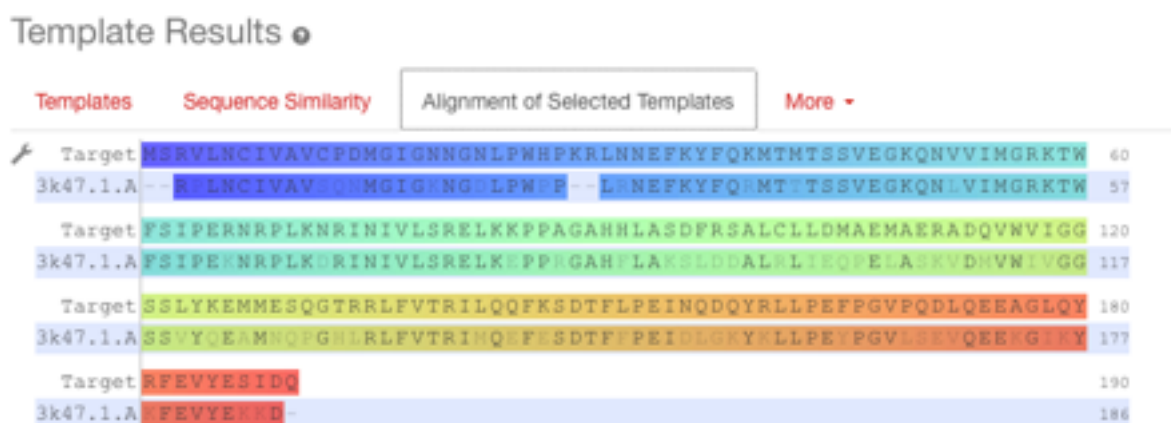 Template Results
Templates Sequence Similarity Alignment of Selected Templates More
Target MSRVLNCIVAVCPDMGIGNNGNLPWHPKRLNNEFKYFQKMTMTSSVEGKQNVVIMGRKTW 60
3k47.1.A --RPLNCIVAVSQNMGIGKNGDLPWPP--LRNEFKYFQRMTTTSSVEGKQNLVIMGRKTW 57
Target FSIPERNRPLKNRINIVLSRELKKPPAGAHHLASDFRSALCLLDMAEMAERADQVWVIGG 120
3k47.1.A FSIPEKNRPLKDRINIVLSRELKEPPRGAHFLAKSLDDALRLIEQPELASKVDMVWIVGG 117
Target SSLYKEMMESQGTRRLFVTRILQQFKSDTFLPEINQDQYRLLPEFPGVPQDLQEEAGLQY 180
3k47.1.A SSVYQEAMNQPGHLRLFVTRIMQEFESDTFFPEIDLGKYKLLPEYPGVLSEVQEEKGIKY 177
Target RFEVYESIDQ 190
3k47.1.A KFEVYEKKD- 186